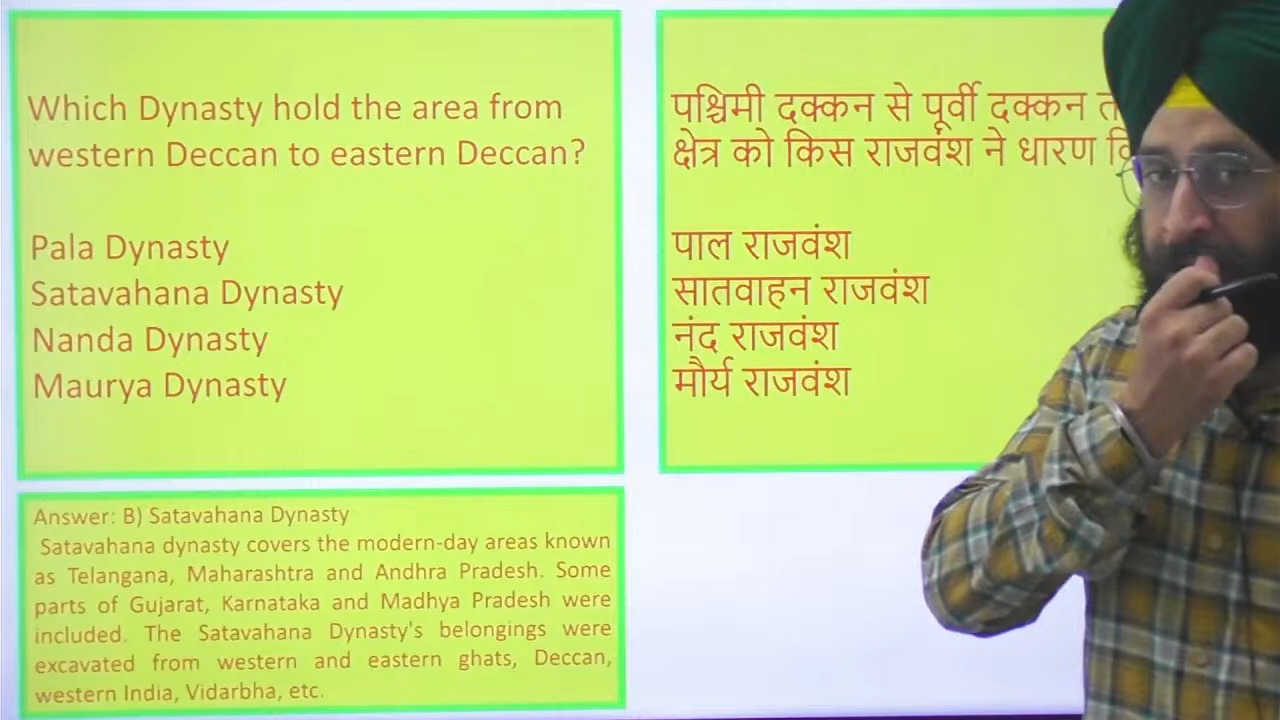 Which Dynasty hold the area from
western Deccan to eastern Deccan?
Pala Dynasty
Satavahana Dynasty
Nanda Dynasty
Maurya Dynasty
पश्चिमी दक्कन से पूर्वी दक्कन
क्षेत्र को किस राजवंश ने धारण
पाल राजवंश
सातवाहन राजवंश
नंद राजवंश
मौर्य राजवंश
Answer: B) Satavahana Dynasty
Satavahana dynasty covers the modern-day areas known
as Telangana, Maharashtra and Andhra Pradesh. Some
parts of Gujarat, Karnataka and Madhya Pradesh were
included. The Satavahana Dynasty's belongings were
excavated from western and eastern ghats, Deccan,
western India, Vidarbha, etc.